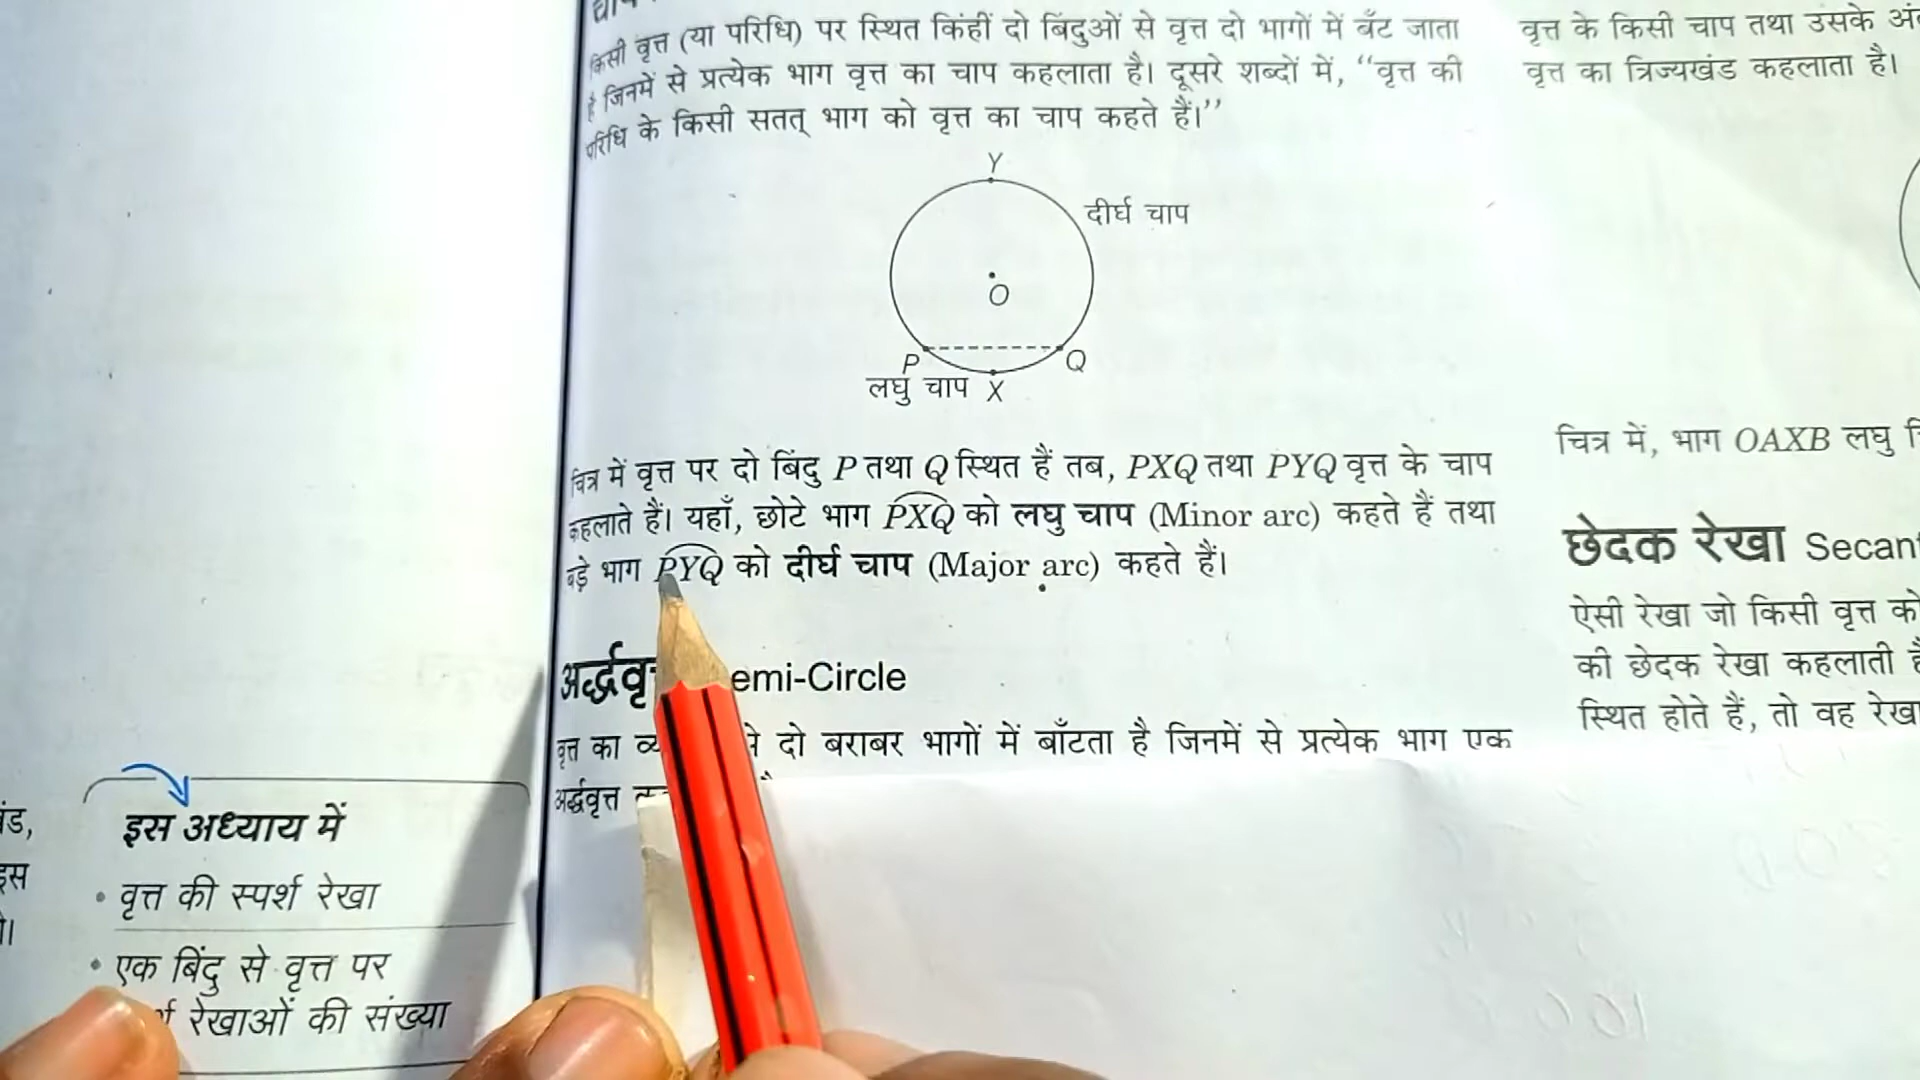 किसी वृत्त (या परिधि) पर स्थित किंहीं दो बिंदुओं से वृत्त दो भागों में बँट जाता
है जिनमें से प्रत्येक भाग वृत्त का चाप कहलाता है। दूसरे शब्दों में, “वृत्त की
परिधि के किसी सतत् भाग को वृत्त का चाप कहते हैं।”
Y
दीर्घ चाप
O
P
Q
लघु चाप X
चित्र में वृत्त पर दो बिंदु P तथा Q स्थित हैं तब, PXQ तथा PYQ वृत्त के चाप
कहलाते हैं। यहाँ, छोटे भाग PXQ को लघु चाप (Minor arc) कहते हैं तथा
बड़े भाग PYQ को दीर्घ चाप (Major arc) कहते हैं।
emi-Circle
वृत्त का दो बराबर भागों में बाँटता है जिनमें से प्रत्येक भाग एक
अर्द्धवृत्त
इस अध्याय में
• वृत्त की स्पर्श रेखा
• एक बिंदु से वृत्त पर
रेखाओं की संख्या
वृत्त के किसी चाप तथा उसके
वृत्त का त्रिज्यखंड कहलाता है।
चित्र में, भाग OAXB लघु
छेदक रेखा Secan
ऐसी रेखा जो किसी वृत्त को
की छेदक रेखा कहलाती
स्थित होते हैं, तो वह रेखा